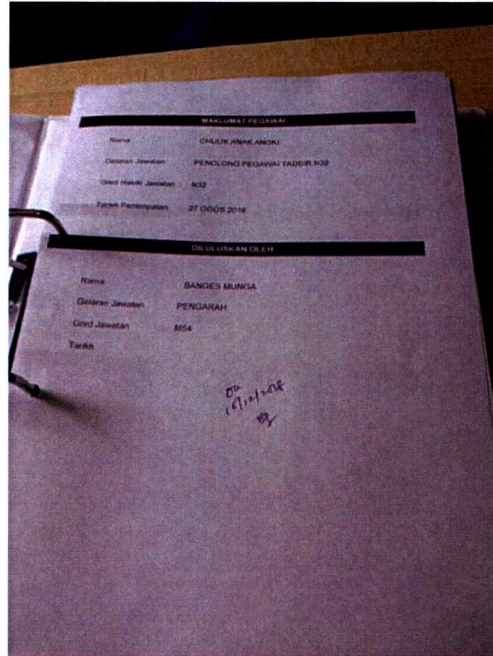 MAKLUMAT PEGAWAI
Nama CHULIK ANAK ANGKI
Gelaran Jawatan PENOLONG PEGAWAI TADBIR N32
Gred Hakiki Jawatan N32
Tarikh Penempatan 27 OGOS 2018
DILULUSKAN OLEH
Nama BANGES MUNGA
Gelaran Jawatan PENGARAH
Gred Jawatan M54
Tarikh